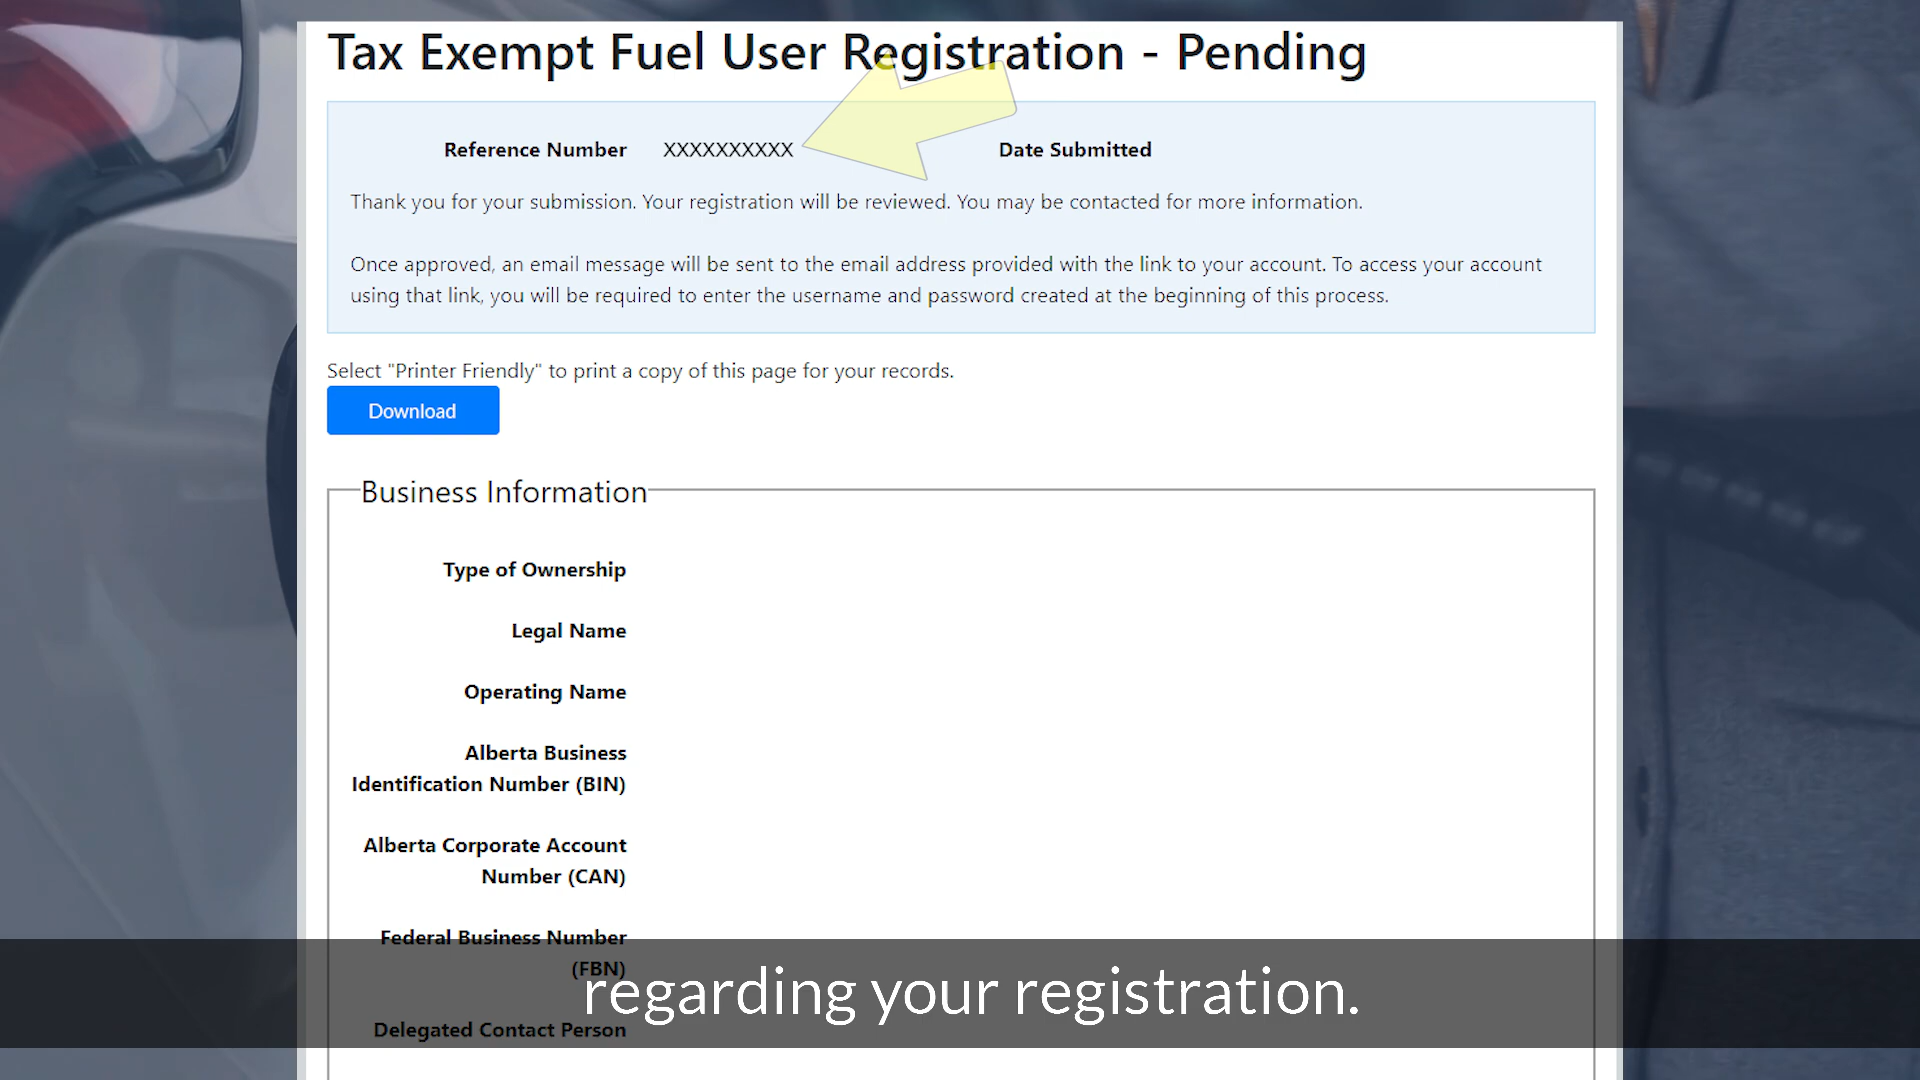 Tax Exempt Fuel User Registration - Pending
Reference Number XXXXXXXXXX Date Submitted
Thank you for your submission. Your registration will be reviewed. You may be contacted for more information.
Once approved, an email message will be sent to the email address provided with the link to your account. To access your account
using that link, you will be required to enter the username and password created at the beginning of this process.
Select "Printer Friendly" to print a copy of this page for your records.
Download
Business Information
Type of Ownership
Legal Name
Operating Name
Alberta Business
Identification Number (BIN)
Alberta Corporate Account
Number (CAN)
Federal Business Number
(FBN)
regarding your registration.
Delegated Contact Person